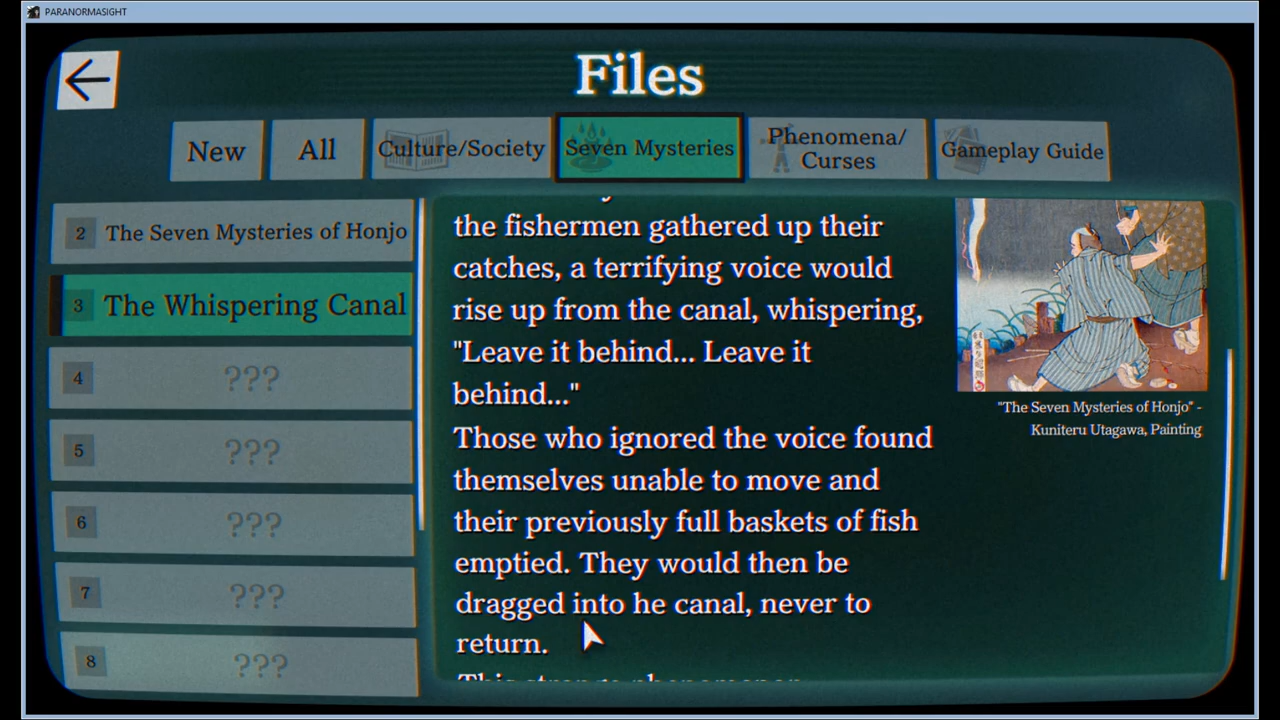 PARANORMASIGHT
Files
New
All
Culture/Society
Seven Mysteries
Phenomena/
Curses
Gameplay Guide
2 The Seven Mysteries of Honjo
3 The Whispering Canal
4 ???
5 ???
6 ???
7 ???
8 ???
the fishermen gathered up their
catches, a terrifying voice would
rise up from the canal, whispering,
"Leave it behind... Leave it
behind..."
Those who ignored the voice found
themselves unable to move and
their previously full baskets of fish
emptied. They would then be
dragged into he canal, never to
return.
This strange phenomenon
"The Seven Mysteries of Honjo" -
Kuniteru Utagawa, Painting